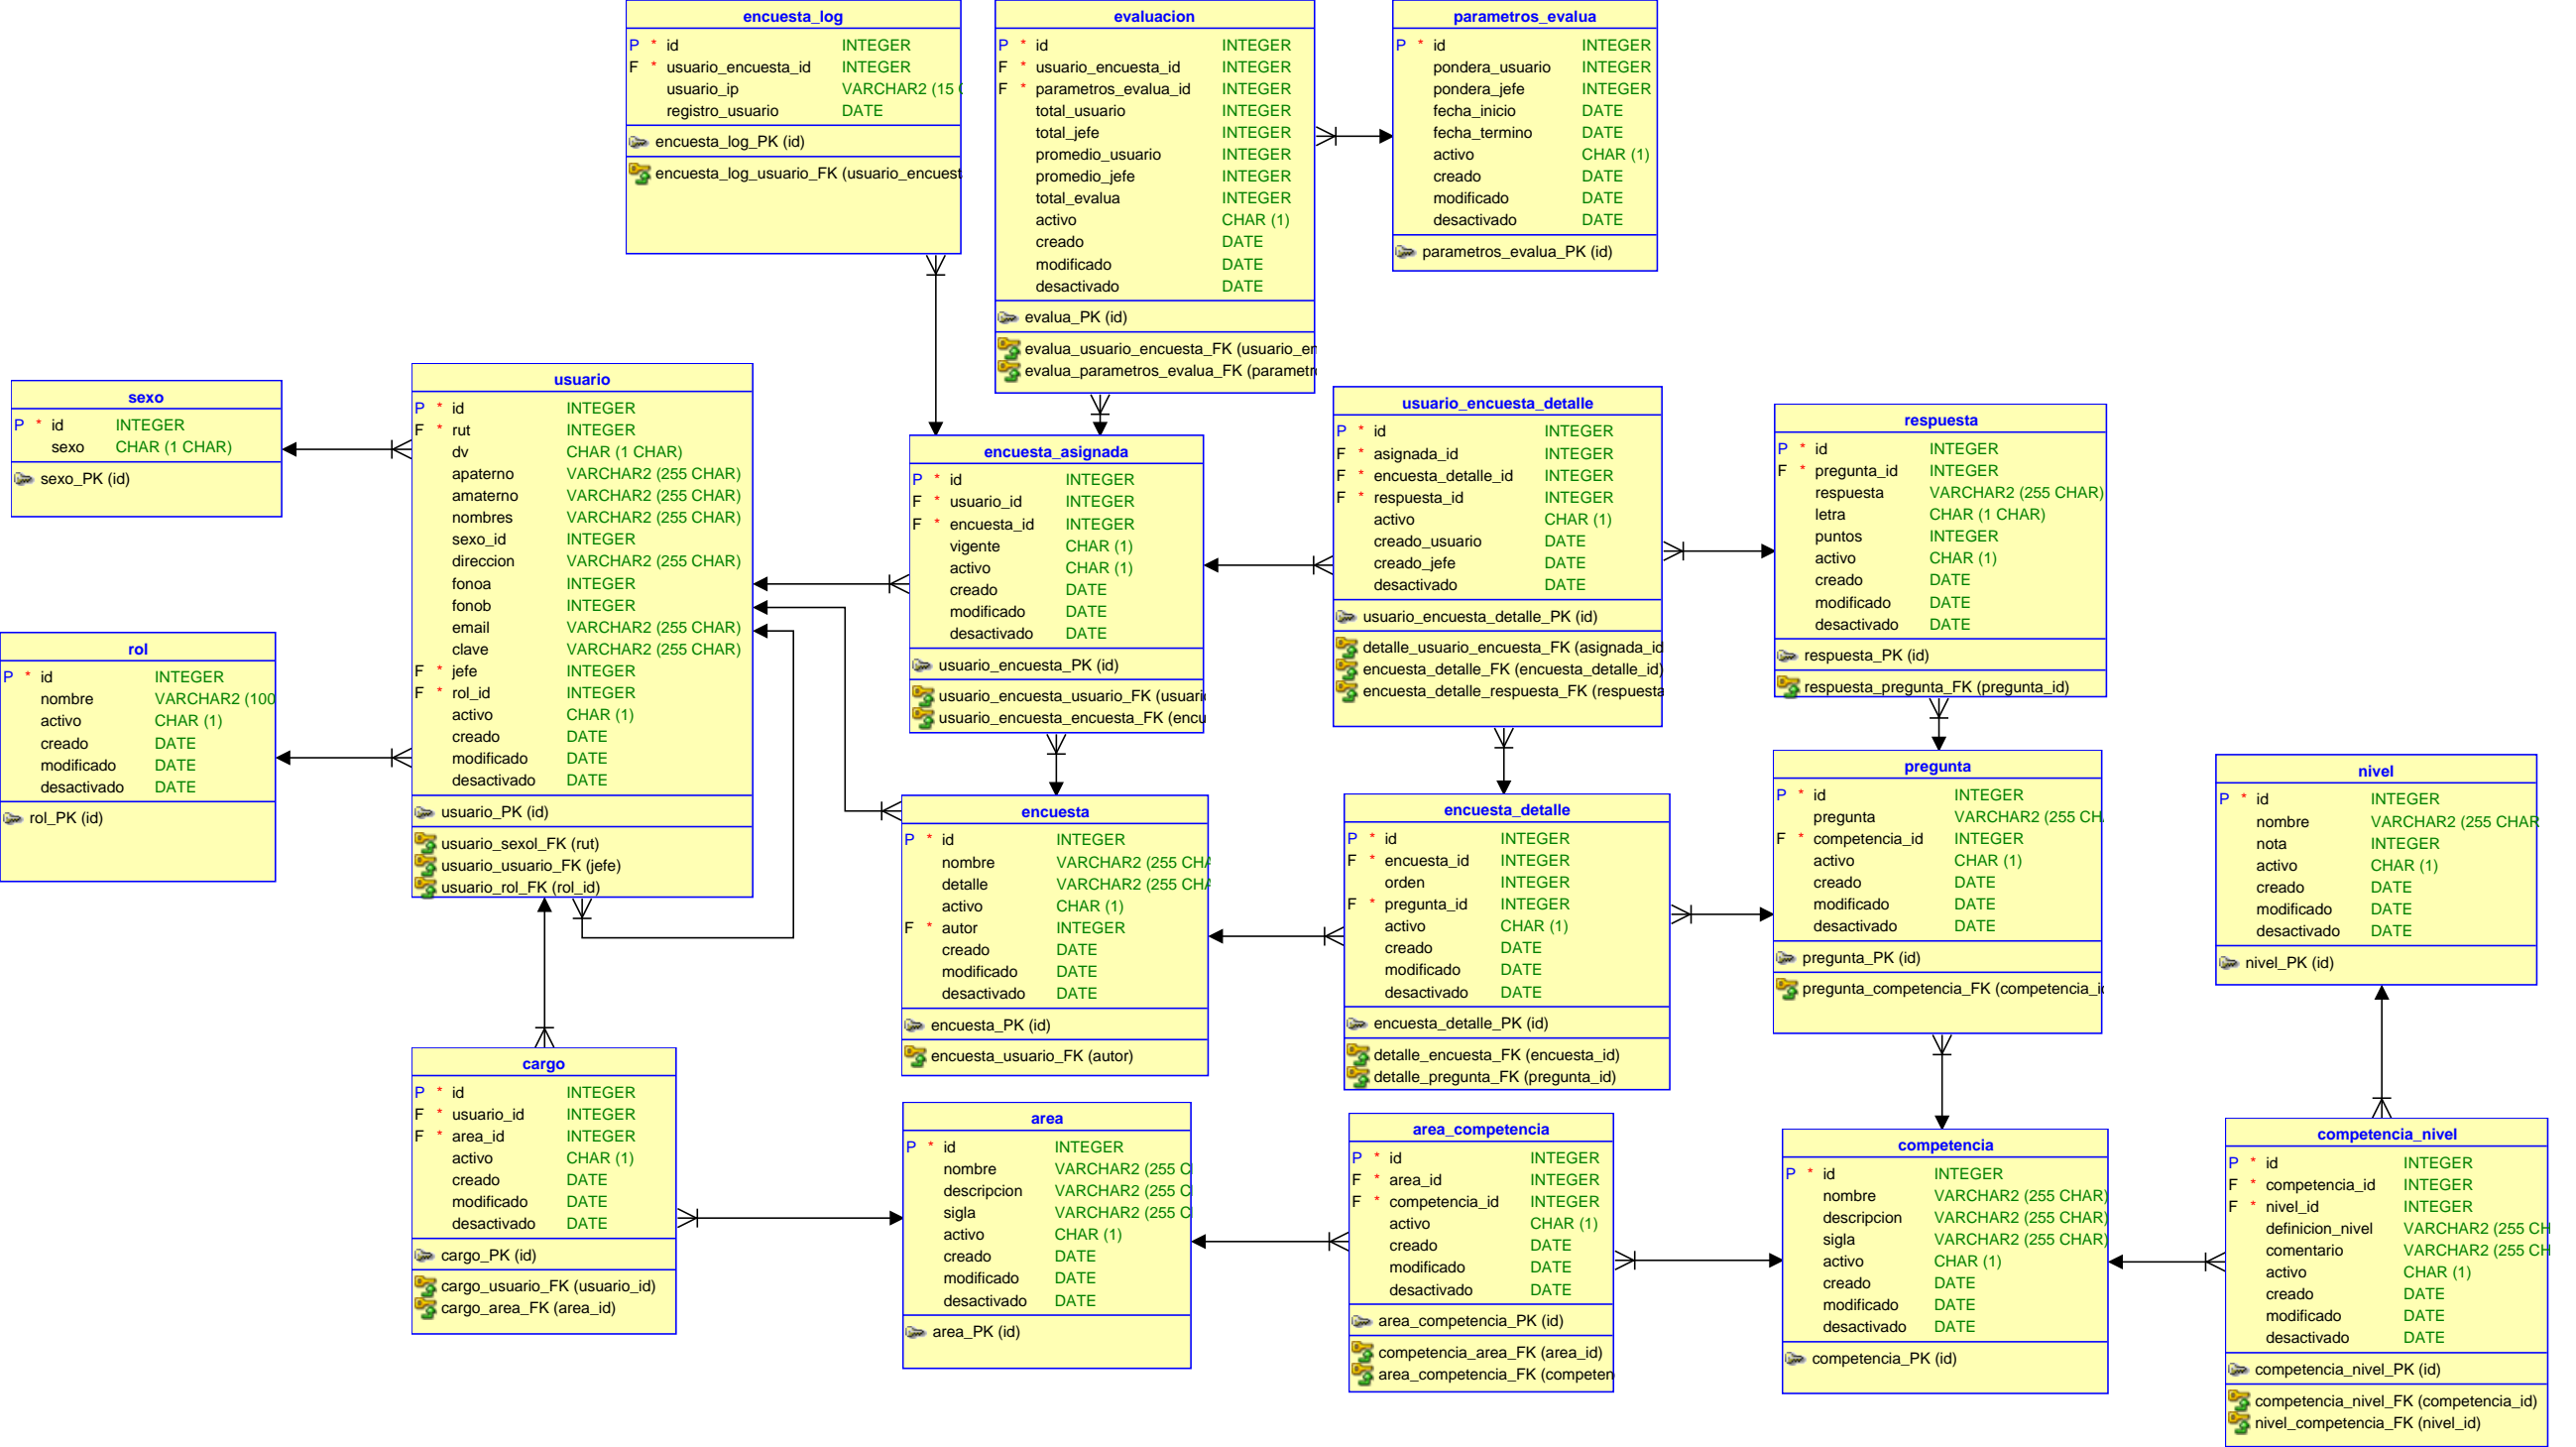 encuesta_log
P * id INTEGER
F * usuario_encuesta_id INTEGER
usuario_ip VARCHAR2 (15
registro_usuario DATE
encuesta_log_PK (id)
encuesta_log_usuario_FK (usuario_encuest
evaluacion
P * id INTEGER
F * usuario_encuesta_id INTEGER
F * parametros_evalua_id INTEGER
total_usuario INTEGER
total_jefe INTEGER
promedio_usuario INTEGER
promedio_jefe INTEGER
total_evalua INTEGER
activo CHAR (1)
creado DATE
modificado DATE
desactivado DATE
evalua_PK (id)
evalua_usuario_encuesta_FK (usuario_en
evalua_parametros_evalua_FK (parametr
parametros_evalua
P * id INTEGER
pondera_usuario INTEGER
pondera_jefe INTEGER
fecha_inicio DATE
fecha_termino DATE
activo CHAR (1)
creado DATE
modificado DATE
desactivado DATE
parametros_evalua_PK (id)
sexo
P * id INTEGER
sexo CHAR (1 CHAR)
sexo_PK (id)
usuario
P * id INTEGER
F * rut INTEGER
dv CHAR (1 CHAR)
apaterno VARCHAR2 (255 CHAR)
amaterno VARCHAR2 (255 CHAR)
nombres VARCHAR2 (255 CHAR)
sexo_id INTEGER
direccion VARCHAR2 (255 CHAR)
fonoa INTEGER
fonob INTEGER
email VARCHAR2 (255 CHAR)
clave VARCHAR2 (255 CHAR)
F * jefe INTEGER
F * rol_id INTEGER
activo CHAR (1)
creado DATE
modificado DATE
desactivado DATE
usuario_PK (id)
usuario_sexol_FK (rut)
usuario_usuario_FK (jefe)
usuario_rol_FK (rol_id)
encuesta_asignada
P * id INTEGER
F * usuario_id INTEGER
F * encuesta_id INTEGER
vigente CHAR (1)
activo CHAR (1)
creado DATE
modificado DATE
desactivado DATE
usuario_encuesta_PK (id)
usuario_encuesta_usuario_FK (usuari
usuario_encuesta_encuesta_FK (encu
usuario_encuesta_detalle
P * id INTEGER
F * asignada_id INTEGER
F * encuesta_detalle_id INTEGER
F * respuesta_id INTEGER
activo CHAR (1)
creado_usuario DATE
creado_jefe DATE
desactivado DATE
usuario_encuesta_detalle_PK (id)
detalle_usuario_encuesta_FK (asignada_id
encuesta_detalle_FK (encuesta_detalle_id)
encuesta_detalle_respuesta_FK (respuesta
respuesta
P * id INTEGER
F * pregunta_id INTEGER
respuesta VARCHAR2 (255 CHAR)
letra CHAR (1 CHAR)
puntos INTEGER
activo CHAR (1)
creado DATE
modificado DATE
desactivado DATE
respuesta_PK (id)
respuesta_pregunta_FK (pregunta_id)
rol
P * id INTEGER
nombre VARCHAR2 (100
activo CHAR (1)
creado DATE
modificado DATE
desactivado DATE
rol_PK (id)
encuesta
P * id INTEGER
nombre VARCHAR2 (255 CHA
detalle VARCHAR2 (255 CHA
activo CHAR (1)
F * autor INTEGER
creado DATE
modificado DATE
desactivado DATE
encuesta_PK (id)
encuesta_usuario_FK (autor)
encuesta_detalle
P * id INTEGER
F * encuesta_id INTEGER
orden INTEGER
F * pregunta_id INTEGER
activo CHAR (1)
creado DATE
modificado DATE
desactivado DATE
encuesta_detalle_PK (id)
detalle_encuesta_FK (encuesta_id)
detalle_pregunta_FK (pregunta_id)
pregunta
P * id INTEGER
pregunta VARCHAR2 (255 CH
F * competencia_id INTEGER
activo CHAR (1)
creado DATE
modificado DATE
desactivado DATE
pregunta_PK (id)
pregunta_competencia_FK (competencia_i
nivel
P * id INTEGER
nombre VARCHAR2 (255 CHAR
nota INTEGER
activo CHAR (1)
creado DATE
modificado DATE
desactivado DATE
nivel_PK (id)
cargo
P * id INTEGER
F * usuario_id INTEGER
F * area_id INTEGER
activo CHAR (1)
creado DATE
modificado DATE
desactivado DATE
cargo_PK (id)
cargo_usuario_FK (usuario_id)
cargo_area_FK (area_id)
area
P * id INTEGER
nombre VARCHAR2 (255 C
descripcion VARCHAR2 (255 C
sigla VARCHAR2 (255 C
activo CHAR (1)
creado DATE
modificado DATE
desactivado DATE
area_PK (id)
area_competencia
P * id INTEGER
F * area_id INTEGER
F * competencia_id INTEGER
activo CHAR (1)
creado DATE
modificado DATE
desactivado DATE
area_competencia_PK (id)
competencia_area_FK (area_id)
area_competencia_FK (competen
competencia
P * id INTEGER
nombre VARCHAR2 (255 CHAR)
descripcion VARCHAR2 (255 CHAR)
sigla VARCHAR2 (255 CHAR)
activo CHAR (1)
creado DATE
modificado DATE
desactivado DATE
competencia_PK (id)
competencia_nivel
P * id INTEGER
F * competencia_id INTEGER
F * nivel_id INTEGER
definicion_nivel VARCHAR2 (255 CH
comentario VARCHAR2 (255 CH
activo CHAR (1)
creado DATE
modificado DATE
desactivado DATE
competencia_nivel_PK (id)
competencia_nivel_FK (competencia_id)
nivel_competencia_FK (nivel_id)